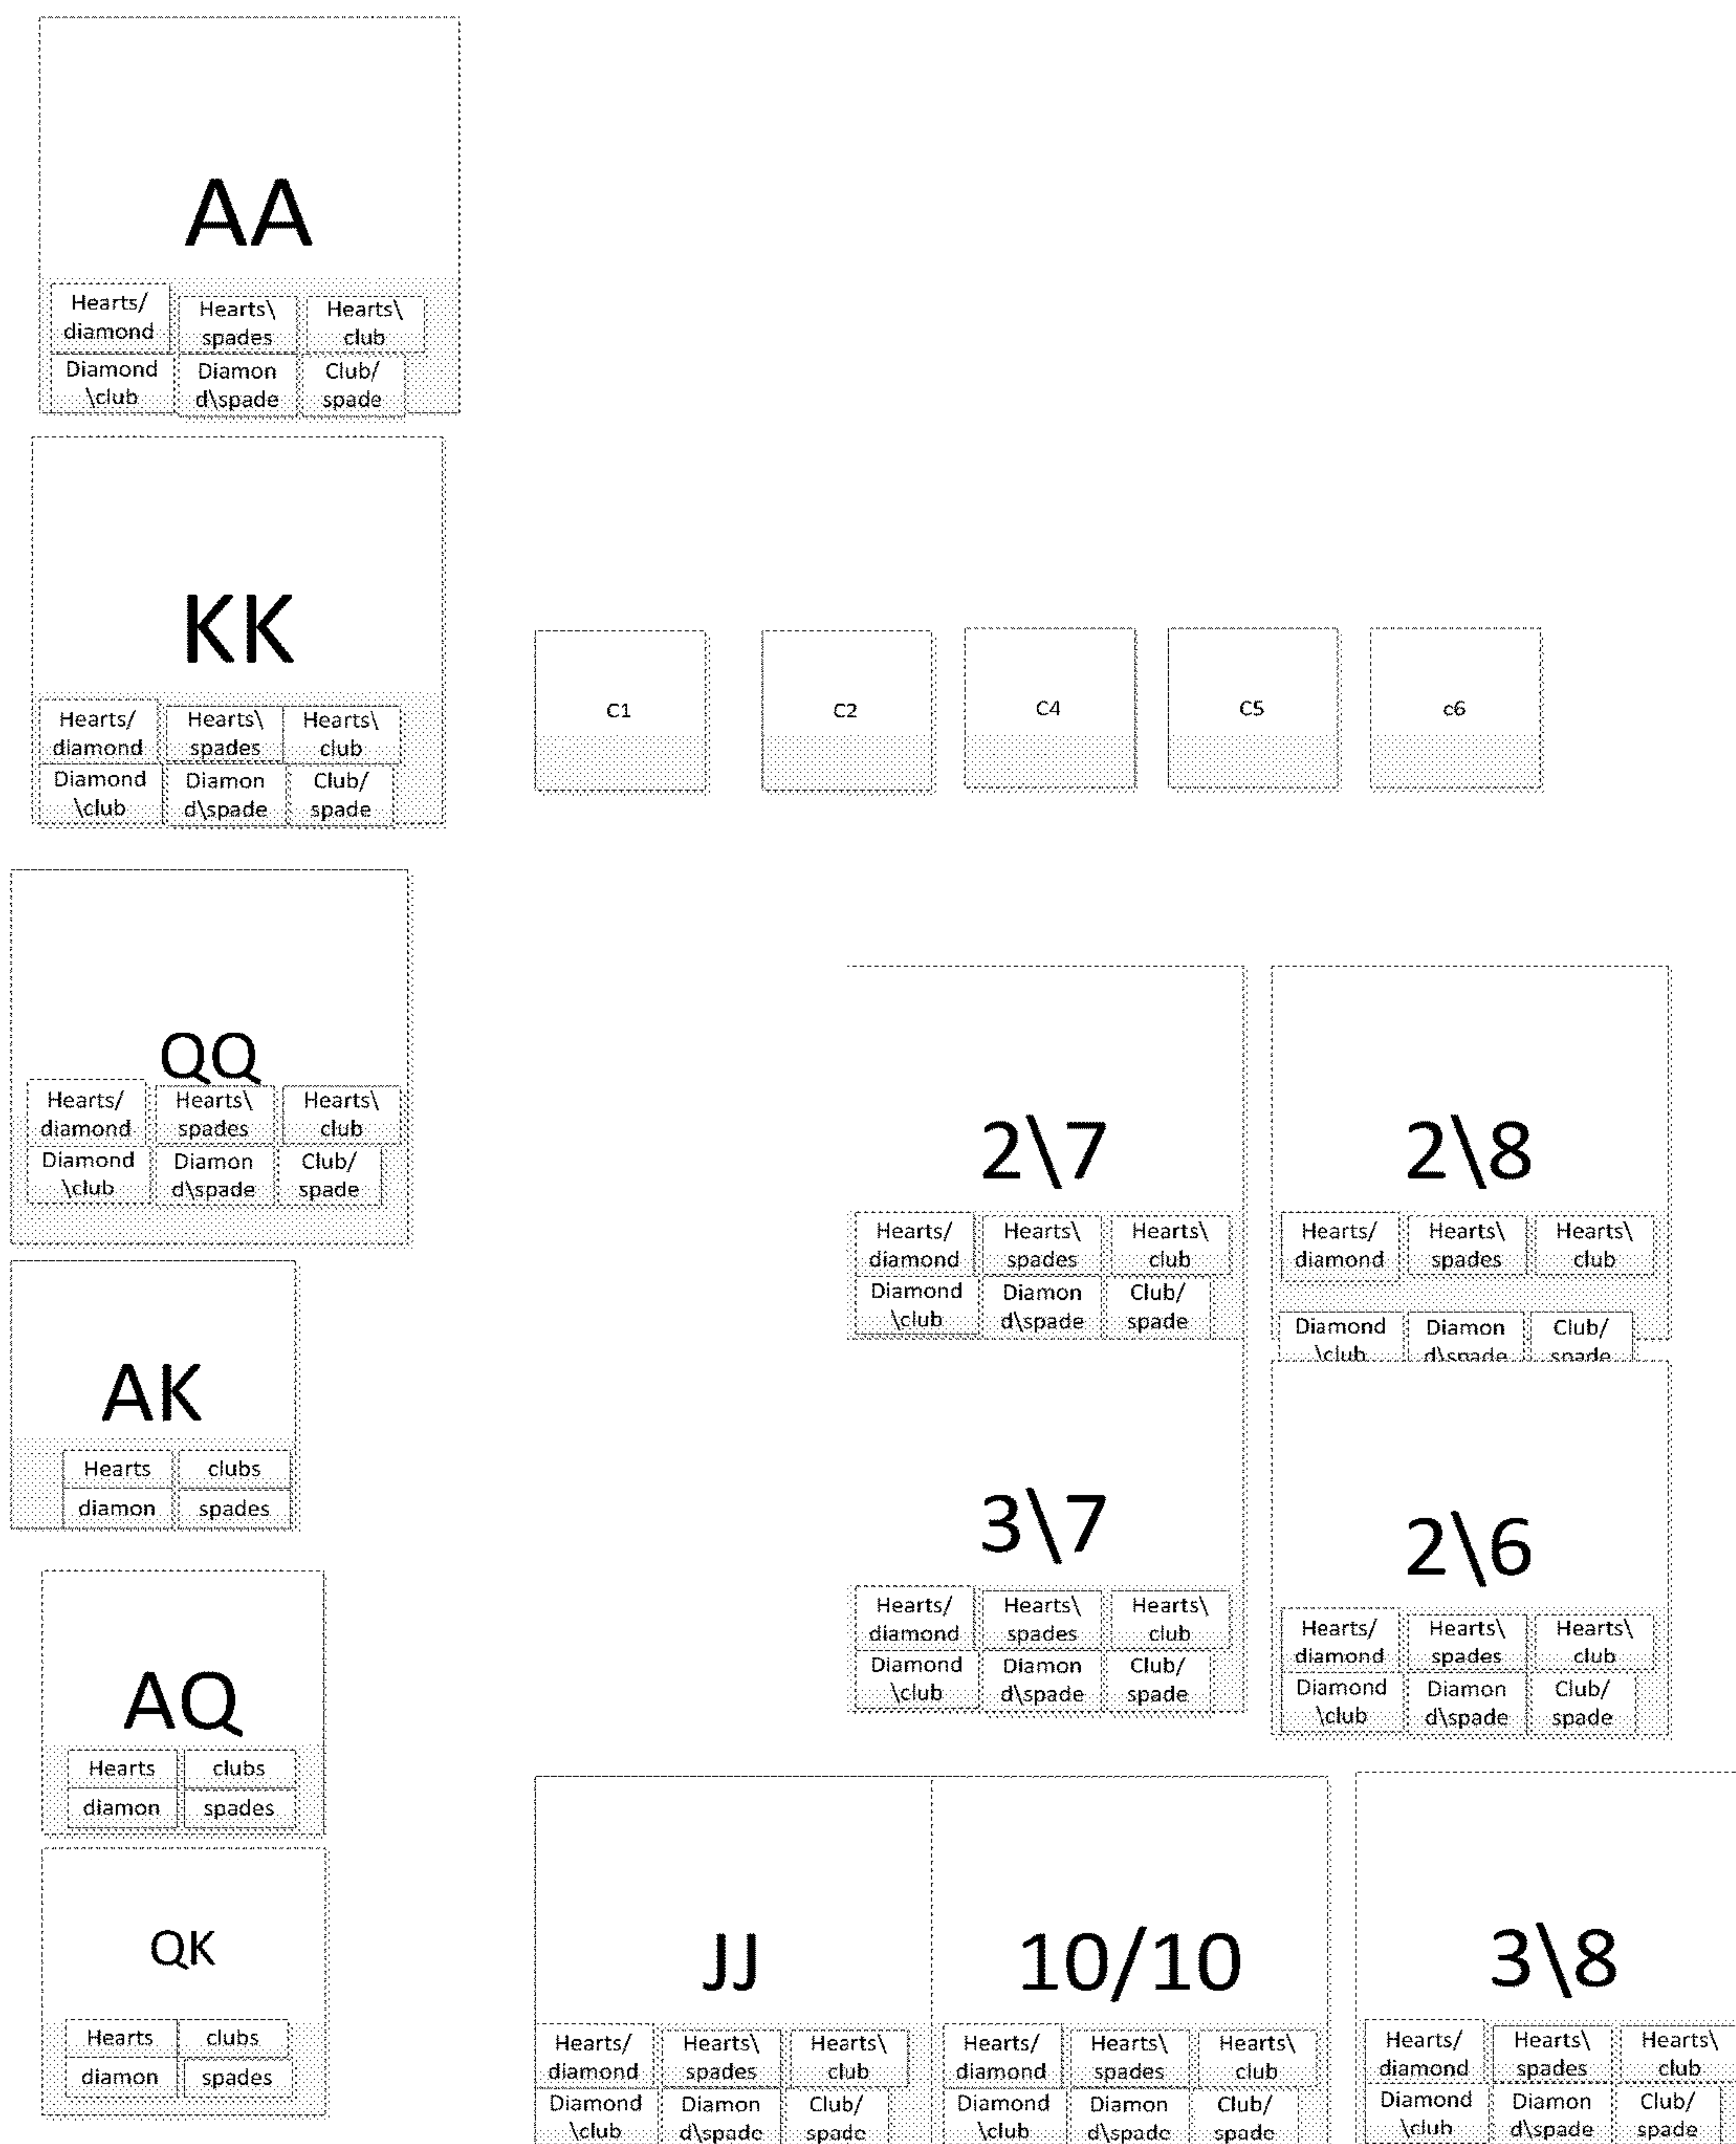 AA
Hearts/
diamond
Hearts\
spades
Hearts\
club
Diamond
\club
Diamon
d\spade
Club/
spade
KK
Hearts/
diamond
Hearts\
spades
Hearts\
club
Diamond
\club
Diamon
d\spade
Club/
spade
C1
C2
C4
C5
c6
QQ
Hearts/
diamond
Hearts\
spades
Hearts\
club
Diamond
\club
Diamon
d\spade
Club/
spade
2\7
Hearts/
diamond
Hearts\
spades
Hearts\
club
Diamond
\club
Diamon
d\spade
Club/
spade
2\8
Hearts/
diamond
Hearts\
spades
Hearts\
club
Diamond
\club
Diamon
d\spade
Club/
spade
AK
Hearts
clubs
diamon
spades
3\7
Hearts/
diamond
Hearts\
spades
Hearts\
club
Diamond
\club
Diamon
d\spade
Club/
spade
2\6
Hearts/
diamond
Hearts\
spades
Hearts\
club
Diamond
\club
Diamon
d\spade
Club/
spade
AQ
Hearts
clubs
diamon
spades
QK
Hearts
clubs
diamon
spades
JJ
Hearts/
diamond
Hearts\
spades
Hearts\
club
Diamond
\club
Diamon
d\spade
Club/
spade
10/10
Hearts/
diamond
Hearts\
spades
Hearts\
club
Diamond
\club
Diamon
d\spade
Club/
spade
3\8
Hearts/
diamond
Hearts\
spades
Hearts\
club
Diamond
\club
Diamon
d\spade
Club/
spade